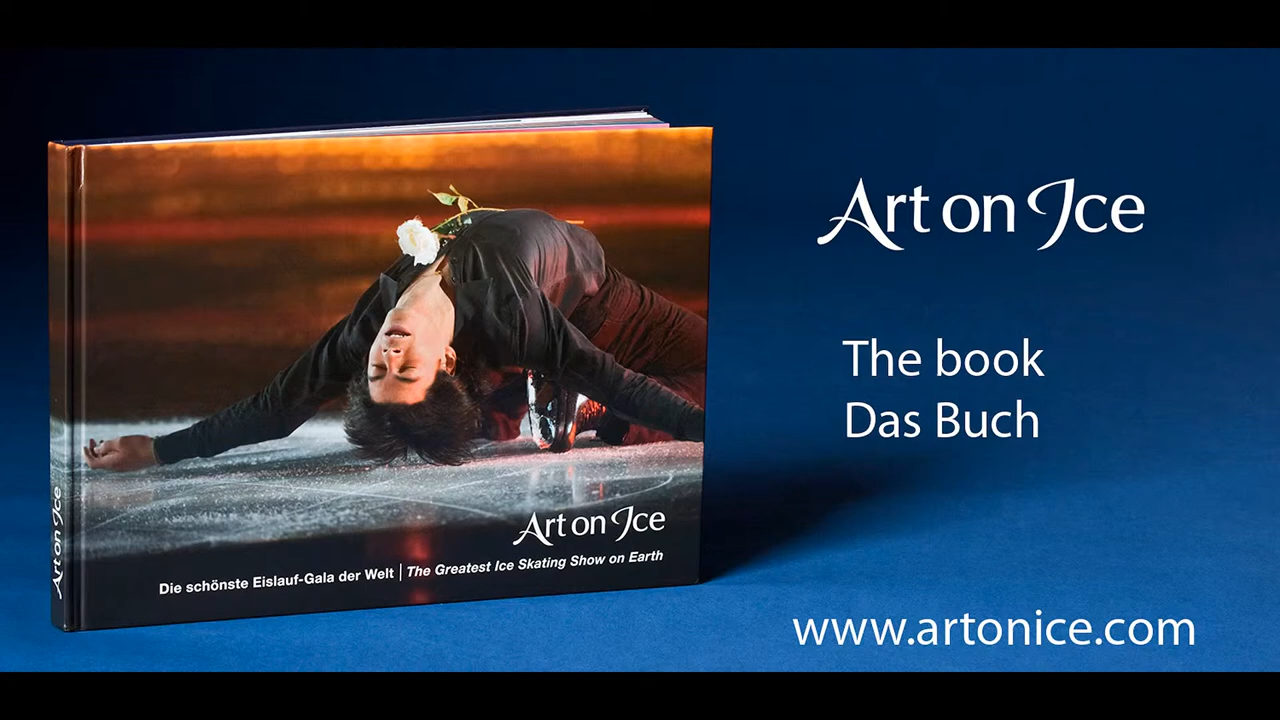 Art on Ice
Die schönste Eislauf-Gala der Welt | The Greatest Ice Skating Show on Earth
Art on Ice
Art on Ice
The book
Das Buch
www.artonice.com